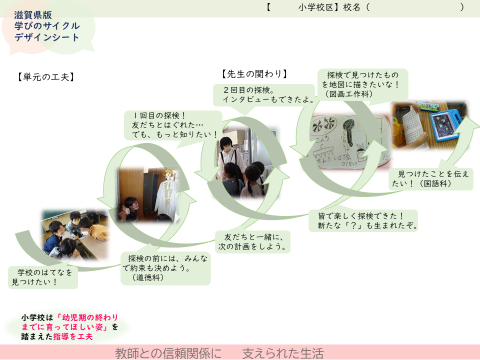 滋賀県版
学びのサイクル
デザインシート
【　　　小学校区】校名（　　　　　　　　　　）
【単元の工夫】
【先生の関わり】
学校のはてなを
見つけたい！
１回目の探検！
友だちとはぐれた…
でも、もっと知りたい！
探検の前には、みんな
で約束も決めよう。
（道徳科）
２回目の探検。
インタビューもできたよ。
友だちと一緒に、
次の計画をしよう。
探検で見つけたもの
を地図に描きたいな！
（図画工作科）
皆で楽しく探検できた！
新たな「？」も生まれたぞ。
見つけたことを伝え
たい！（国語科）
小学校は「幼児期の終わり
までに育ってほしい姿」を
踏まえた指導を工夫
教師との信頼関係に　支えられた生活